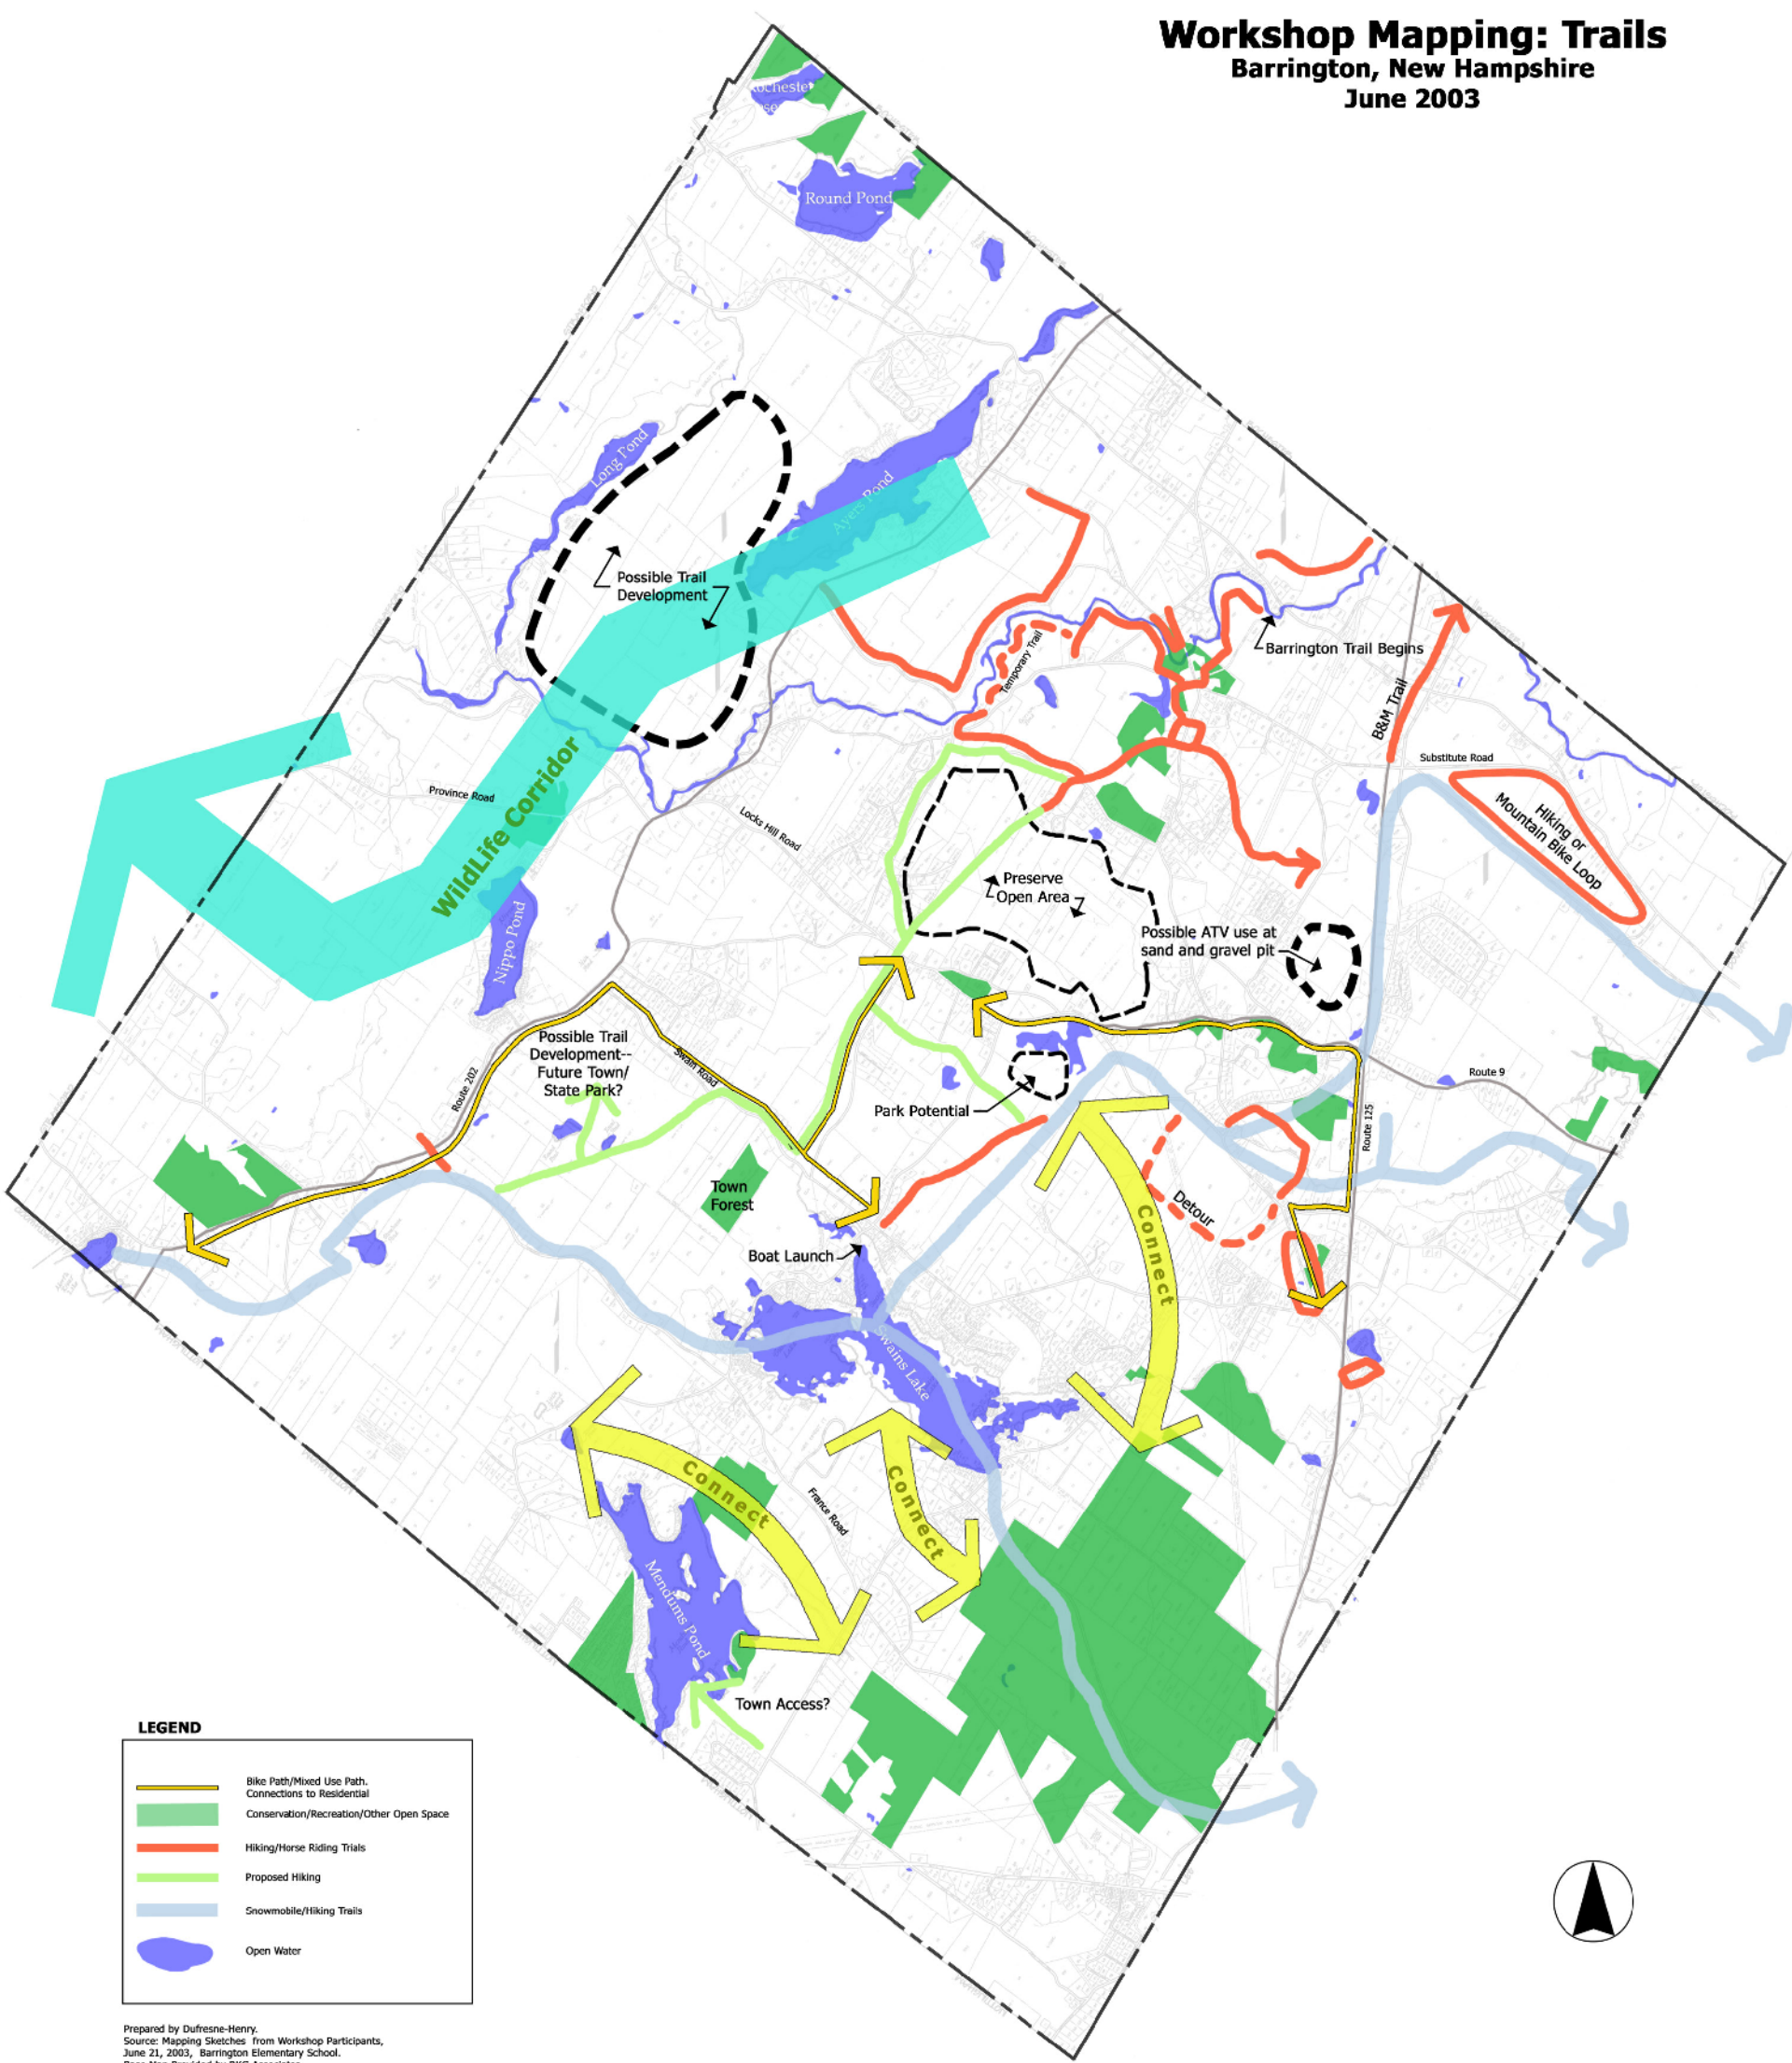 Workshop Mapping: Trails
Barrington, New Hampshire
June 2003
Round Pond
Long Pond
Ayers Pond
Possible Trail
Development
Temporary Trail
Barrington Trail Begins
B&M Trail
Substitute Road
Hiking or
Mountain Bike Loop
Province Road
WildLife Corridor
Locks Hill Road
Nippo Pond
Preserve
Open Area
Possible ATV use at
sand and gravel pit
Possible Trail
Development--
Future Town/
State Park?
Swain Road
Route 202
Park Potential
Route 9
Route 125
Town
Forest
Detour
Connect
Boat Launch
Swains Lake
Connect
Connect
France Road
Mendums Pond
Town Access?
LEGEND
Bike Path/Mixed Use Path.
Connections to Residential
Conservation/Recreation/Other Open Space
Hiking/Horse Riding Trials
Proposed Hiking
Snowmobile/Hiking Trails
Open Water
Prepared by Dufresne-Henry.
Source: Mapping Sketches from Workshop Participants,
June 21, 2003, Barrington Elementary School.